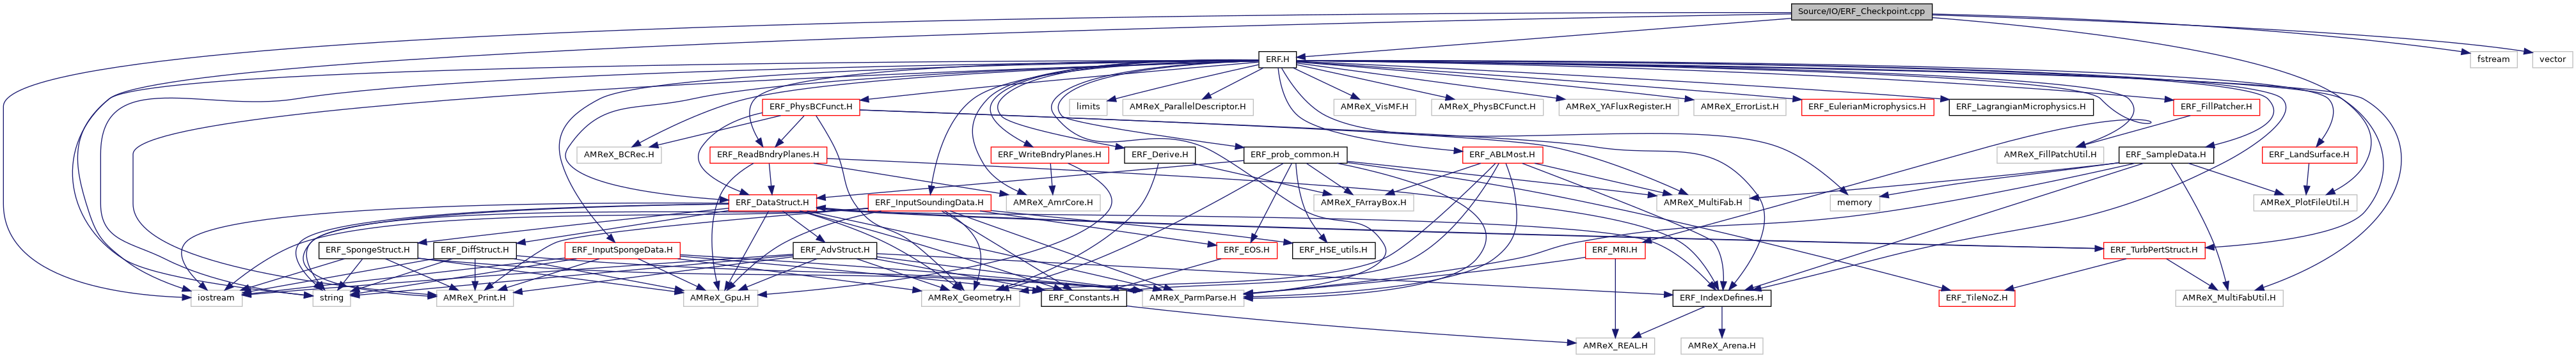 Source/IO/ERF_Checkpoint.cpp
ERF.H
fstream
vector
ERF_PhysBCFunct.H
limits
AMReX_ParallelDescriptor.H
AMReX_VisMF.H
AMReX_PhysBCFunct.H
AMReX_YAFluxRegister.H
AMReX_ErrorList.H
ERF_EulerianMicrophysics.H
ERF_LagrangianMicrophysics.H
ERF_FillPatcher.H
AMReX_BCRec.H
ERF_ReadBndryPlanes.H
ERF_WriteBndryPlanes.H
ERF_Derive.H
ERF_prob_common.H
ERF_ABLMost.H
AMReX_FillPatchUtil.H
ERF_SampleData.H
ERF_LandSurface.H
ERF_DataStruct.H
ERF_InputSoundingData.H
AMReX_AmrCore.H
AMReX_FArrayBox.H
AMReX_MultiFab.H
memory
AMReX_PlotFileUtil.H
ERF_SpongeStruct.H
ERF_DiffStruct.H
ERF_InputSpongeData.H
ERF_AdvStruct.H
ERF_EOS.H
ERF_HSE_utils.H
ERF_MRI.H
ERF_TurbPertStruct.H
iostream
string
AMReX_Print.H
AMReX_Gpu.H
AMReX_Geometry.H
ERF_Constants.H
AMReX_ParmParse.H
ERF_IndexDefines.H
ERF_TileNoZ.H
AMReX_MultiFabUtil.H
AMReX_REAL.H
AMReX_Arena.H